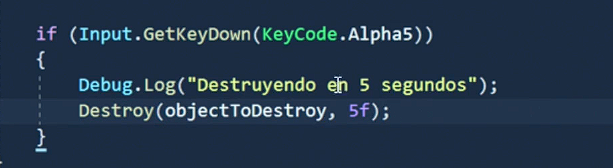 if (Input.GetKeyDown(KeyCode.Alpha5))
{
Debug.Log("Destruyendo en 5 segundos");
Destroy(objectToDestroy, 5f);
}